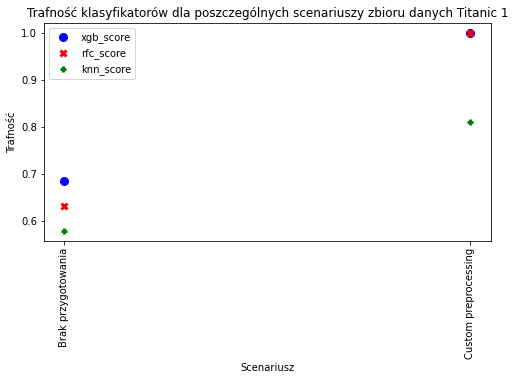 Trafność klasyfikatorów dla poszczególnych scenariuszy zbioru danych Titanic 1
xgb_score
rfc_score
knn_score
Trafność
1.0
0.9
0.8
0.7
0.6
Brak przygotowania
Custom preprocessing
Scenariusz